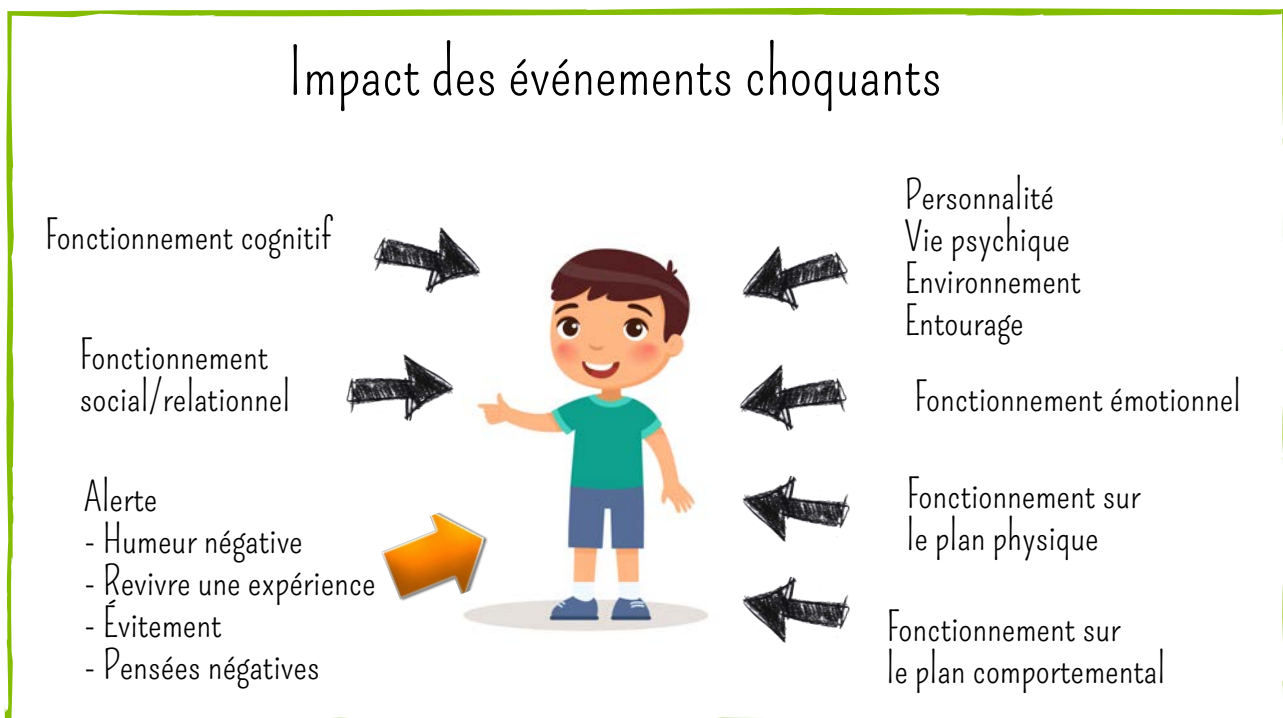 Impact des événements choquants
Fonctionnement cognitif
Fonctionnement
social/relationnel
Alerte
- Humeur négative
- Revivre une expérience
- Évitement
- Pensées négatives
Personnalité
Vie psychique
Environnement
Entourage
Fonctionnement émotionnel
Fonctionnement sur
le plan physique
Fonctionnement sur
le plan comportemental